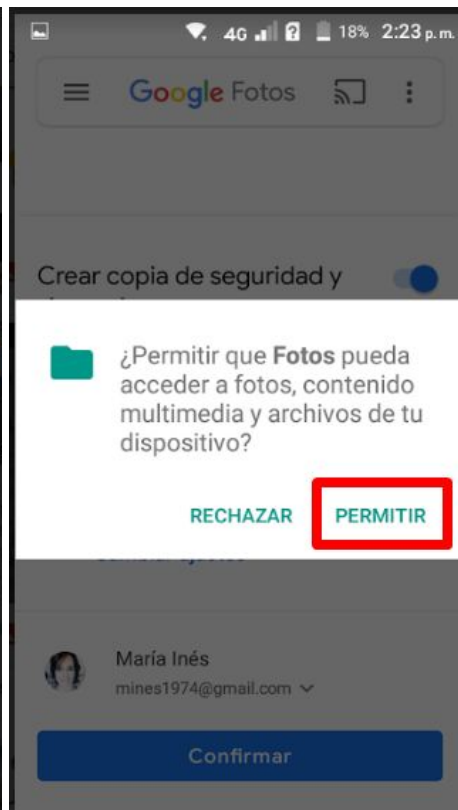 4G 18% 2:23 p.m.
Google Fotos
Crear copia de seguridad y
¿Permitir que Fotos pueda
acceder a fotos, contenido
multimedia y archivos de tu
dispositivo?
RECHAZAR PERMITIR
María Inés
mines1974@gmail.com
Confirmar